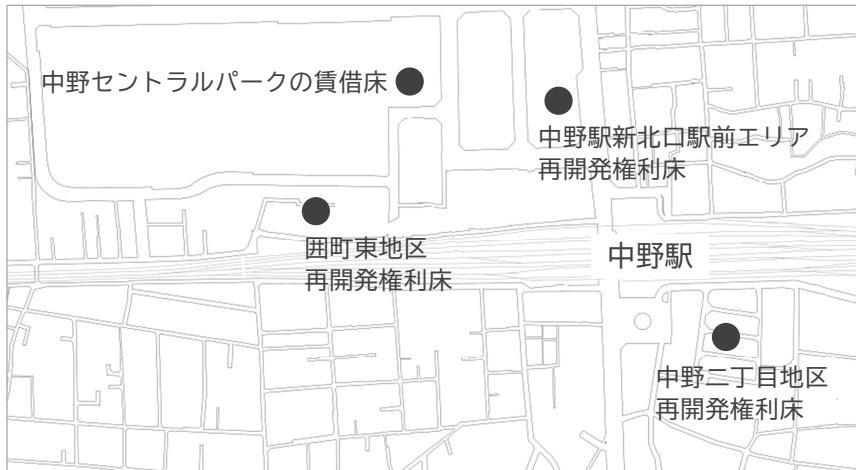 中野セントラルパークの賃借床
中野駅新北口駅前エリア
再開発権利床
囲町東地区
再開発権利床
中野駅
中野二丁目地区
再開発権利床